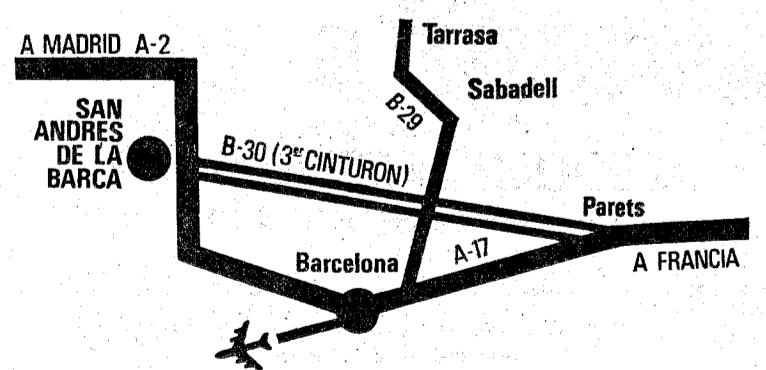 A MADRID A-2
Tarrasa
Sabadell
B-29
SAN
ANDRES
DE LA
BARCA
B-30 (3er CINTURON)
Parets
Barcelona
A-17
A FRANCIA